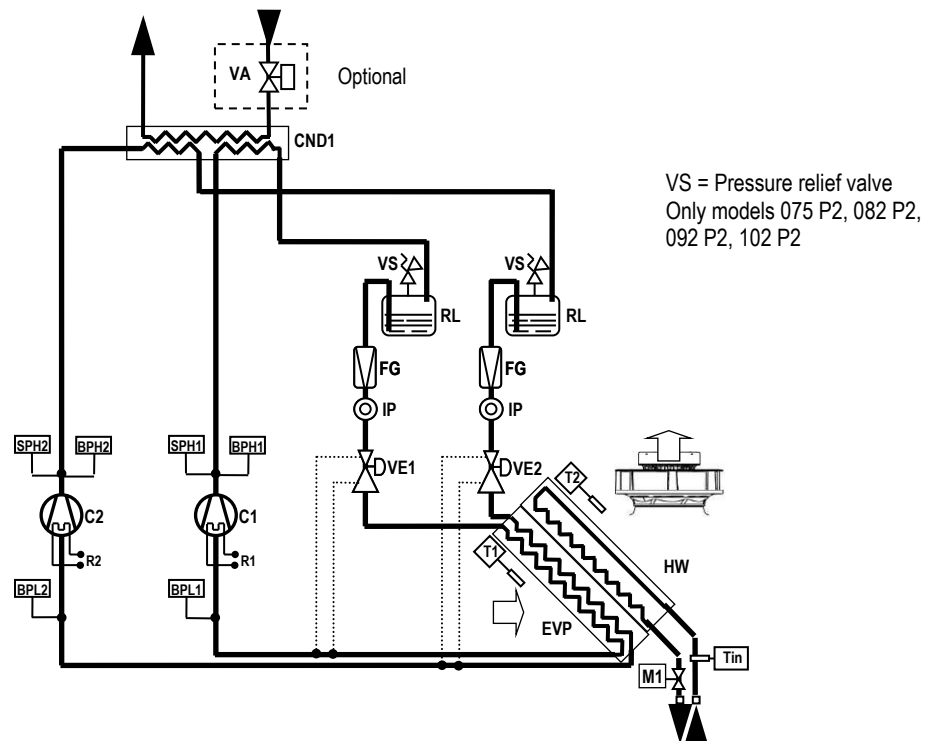 VA
Optional
CND1
VS = Pressure relief valve
Only models 075 P2, 082 P2,
092 P2, 102 P2
VS
VS
RL
RL
FG
FG
IP
IP
SPH2
BPH2
SPH1
BPH1
VE1
VE2
T2
C2
C1
T1
HW
R2
R1
BPL2
BPL1
EVP
M1
Tin